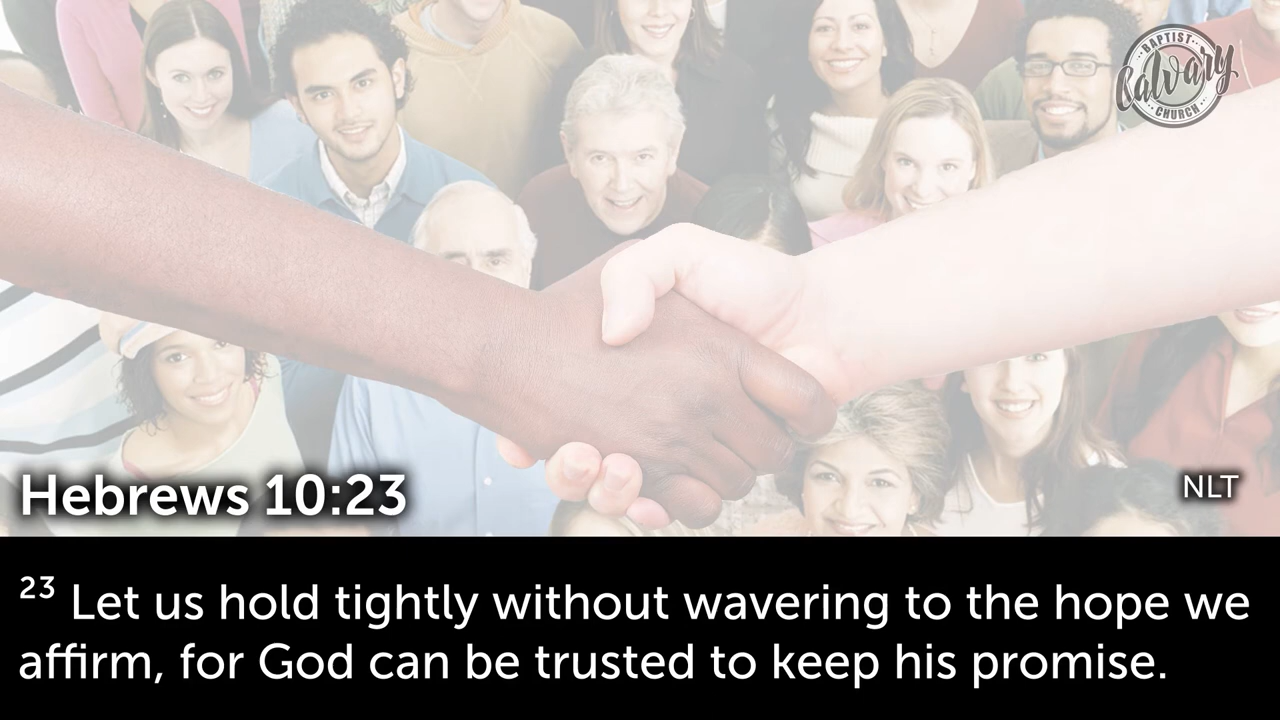 BAPTIST
Calvary
CHURCH
Hebrews 10:23
NLT
23 Let us hold tightly without wavering to the hope we
affirm, for God can be trusted to keep his promise.